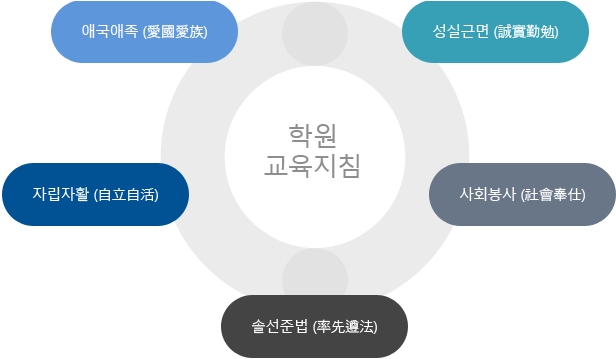 애국애족 (愛國愛族)
성실근면 (誠實勤勉)
학원
교육지침
자립자활 (自立自活)
사회봉사 (社會奉仕)
솔선준법 (率先遵法)